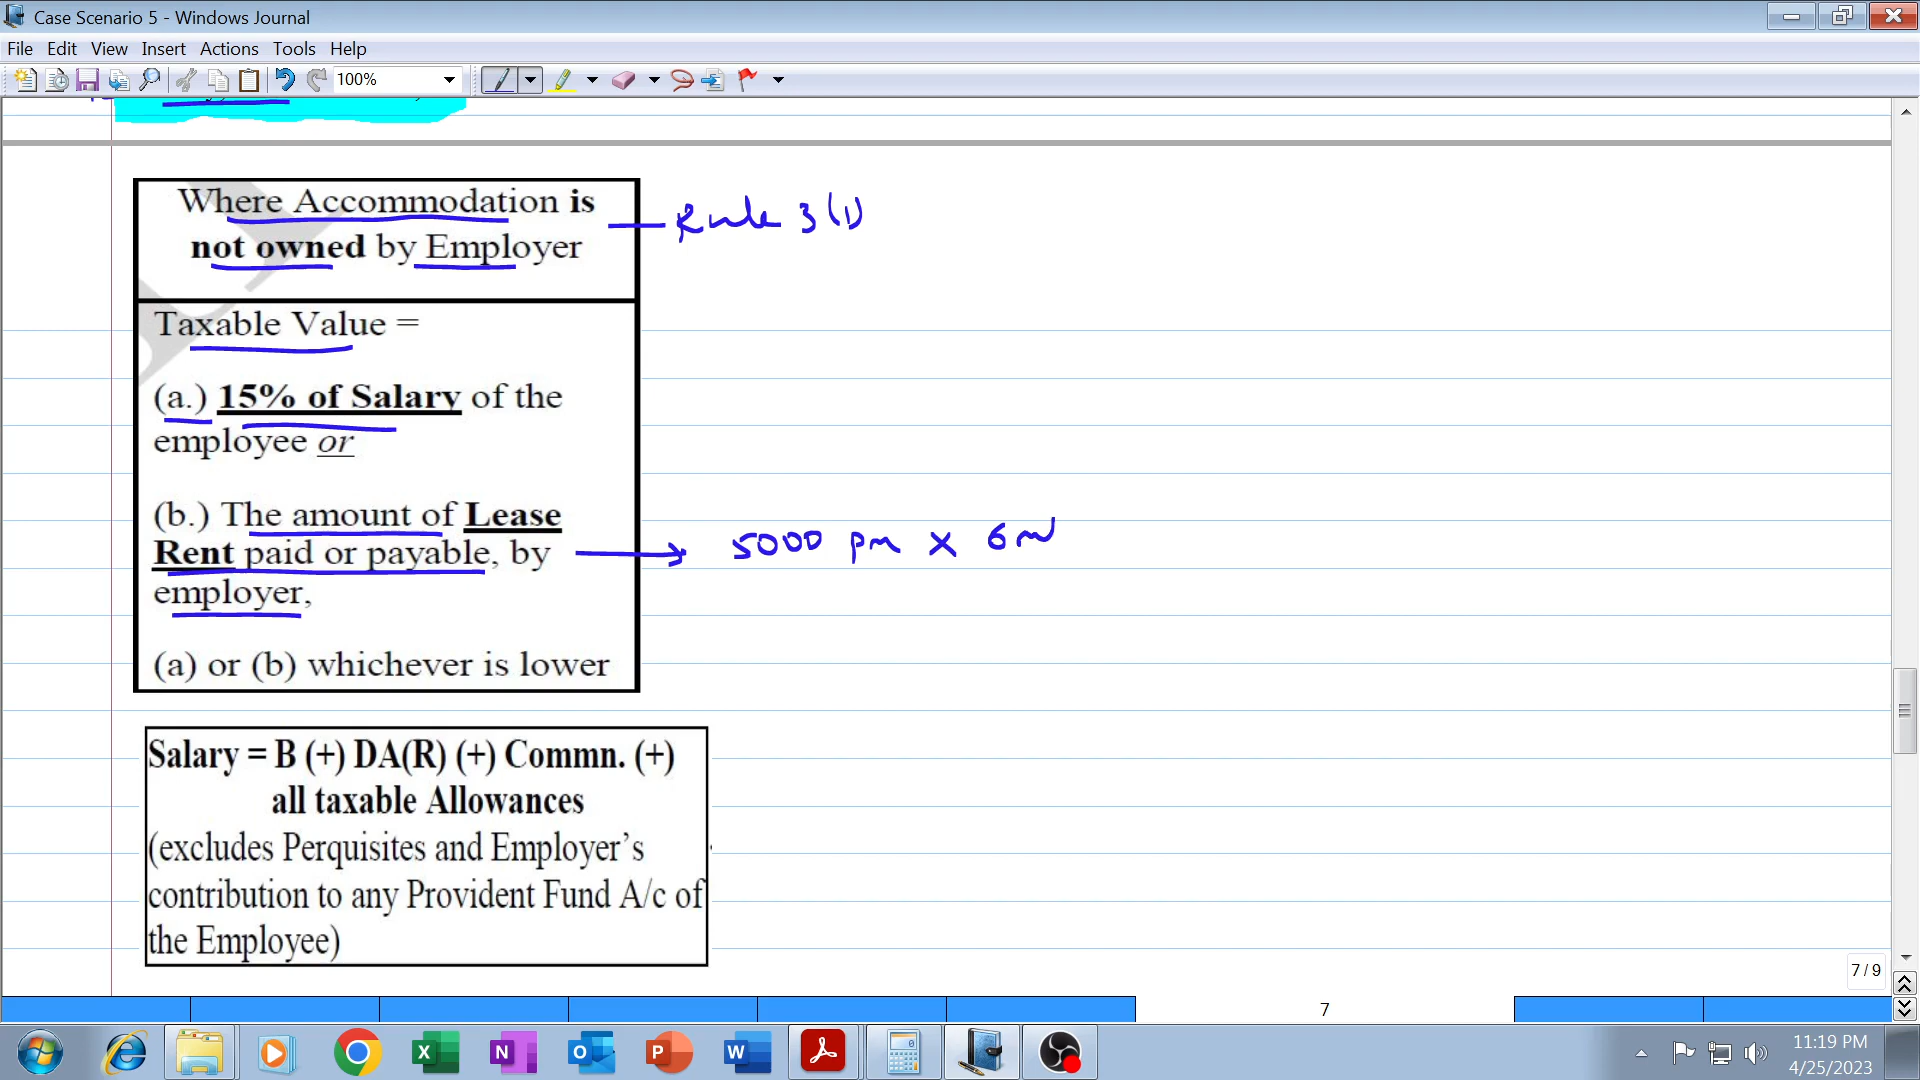 Case Scenario 5 - Windows Journal
File Edit View Insert Actions Tools Help
100%
Where Accommodation is
not owned by Employer
Rule 3(1)
Taxable Value =
(a.) 15% of Salary of the
employee or
(b.) The amount of Lease
Rent paid or payable, by
employer,
5000 pm x 6m
(a) or (b) whichever is lower
Salary = B (+) DA(R) (+) Commn. (+)
all taxable Allowances
(excludes Perquisites and Employer's
contribution to any Provident Fund A/c of
the Employee)
7 / 9
7
11:19 PM
4/25/2023